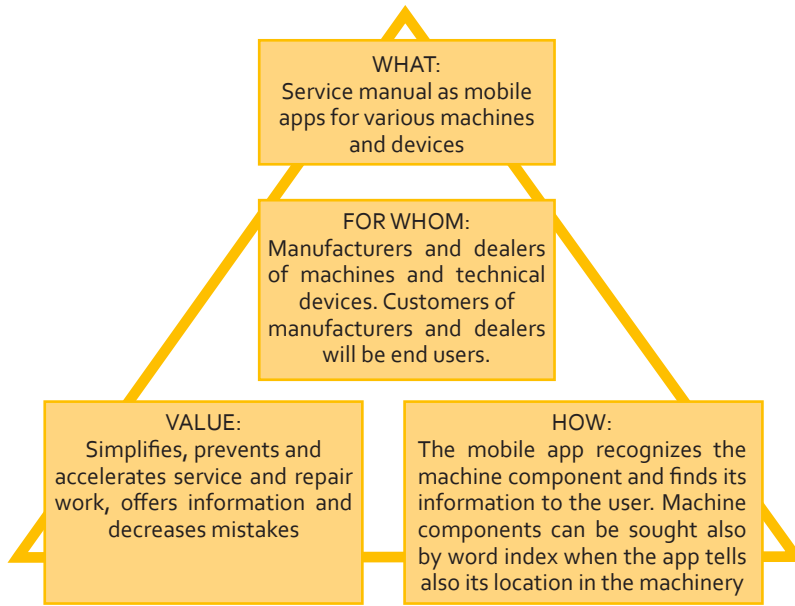 WHAT:
Service manual as mobile
apps for various machines
and devices
FOR WHOM:
Manufacturers and dealers
of machines and technical
devices. Customers of
manufacturers and dealers
will be end users.
VALUE:
Simplifies, prevents and
accelerates service and repair
work, offers information and
decreases mistakes
HOW:
The mobile app recognizes the
machine component and finds its
information to the user. Machine
components can be sought also
by word index when the app tells
also its location in the machinery